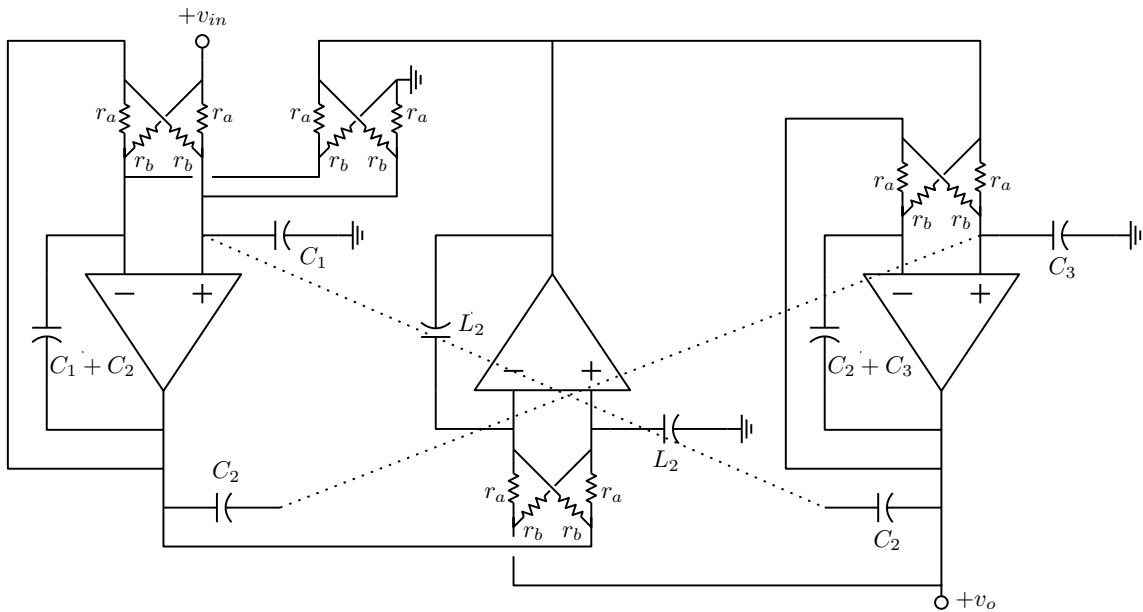 +v_in
r_a r_a r_a r_a
r_b r_b r_b r_b
r_a r_a
r_b r_b
C_1 C_3
− + − +
L_2
C_1 + C_2 C_2 + C_3
− +
L_2
C_2
r_a r_a
r_b r_b C_2
+v_o